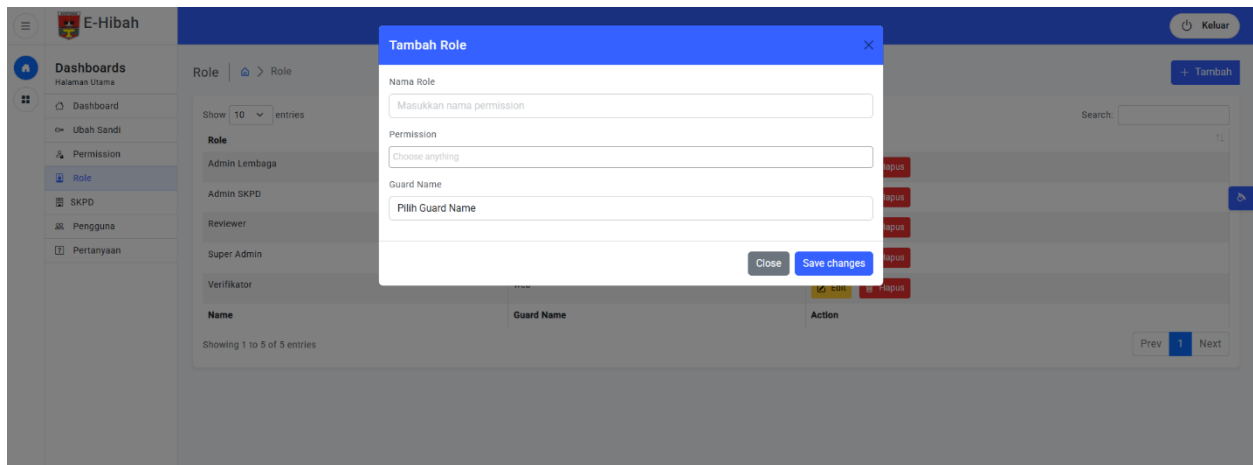 E-Hibah
Keluar
Tambah Role
Dashboards
Halaman Utama
Role > Role
+ Tambah
Nama Role
Masukkan nama permission
Dashboard
Ubah Sandi
Permission
Role
SKPD
Pengguna
Pertanyaan
Show 10 entries
Search:
Permission
Choose anything
Guard Name
Pilih Guard Name
Close Save changes
Role
Admin Lembaga
Admin SKPD
Reviewer
Super Admin
Verifikator
Edit Hapus
Name Guard Name Action
Showing 1 to 5 of 5 entries
Prev 1 Next